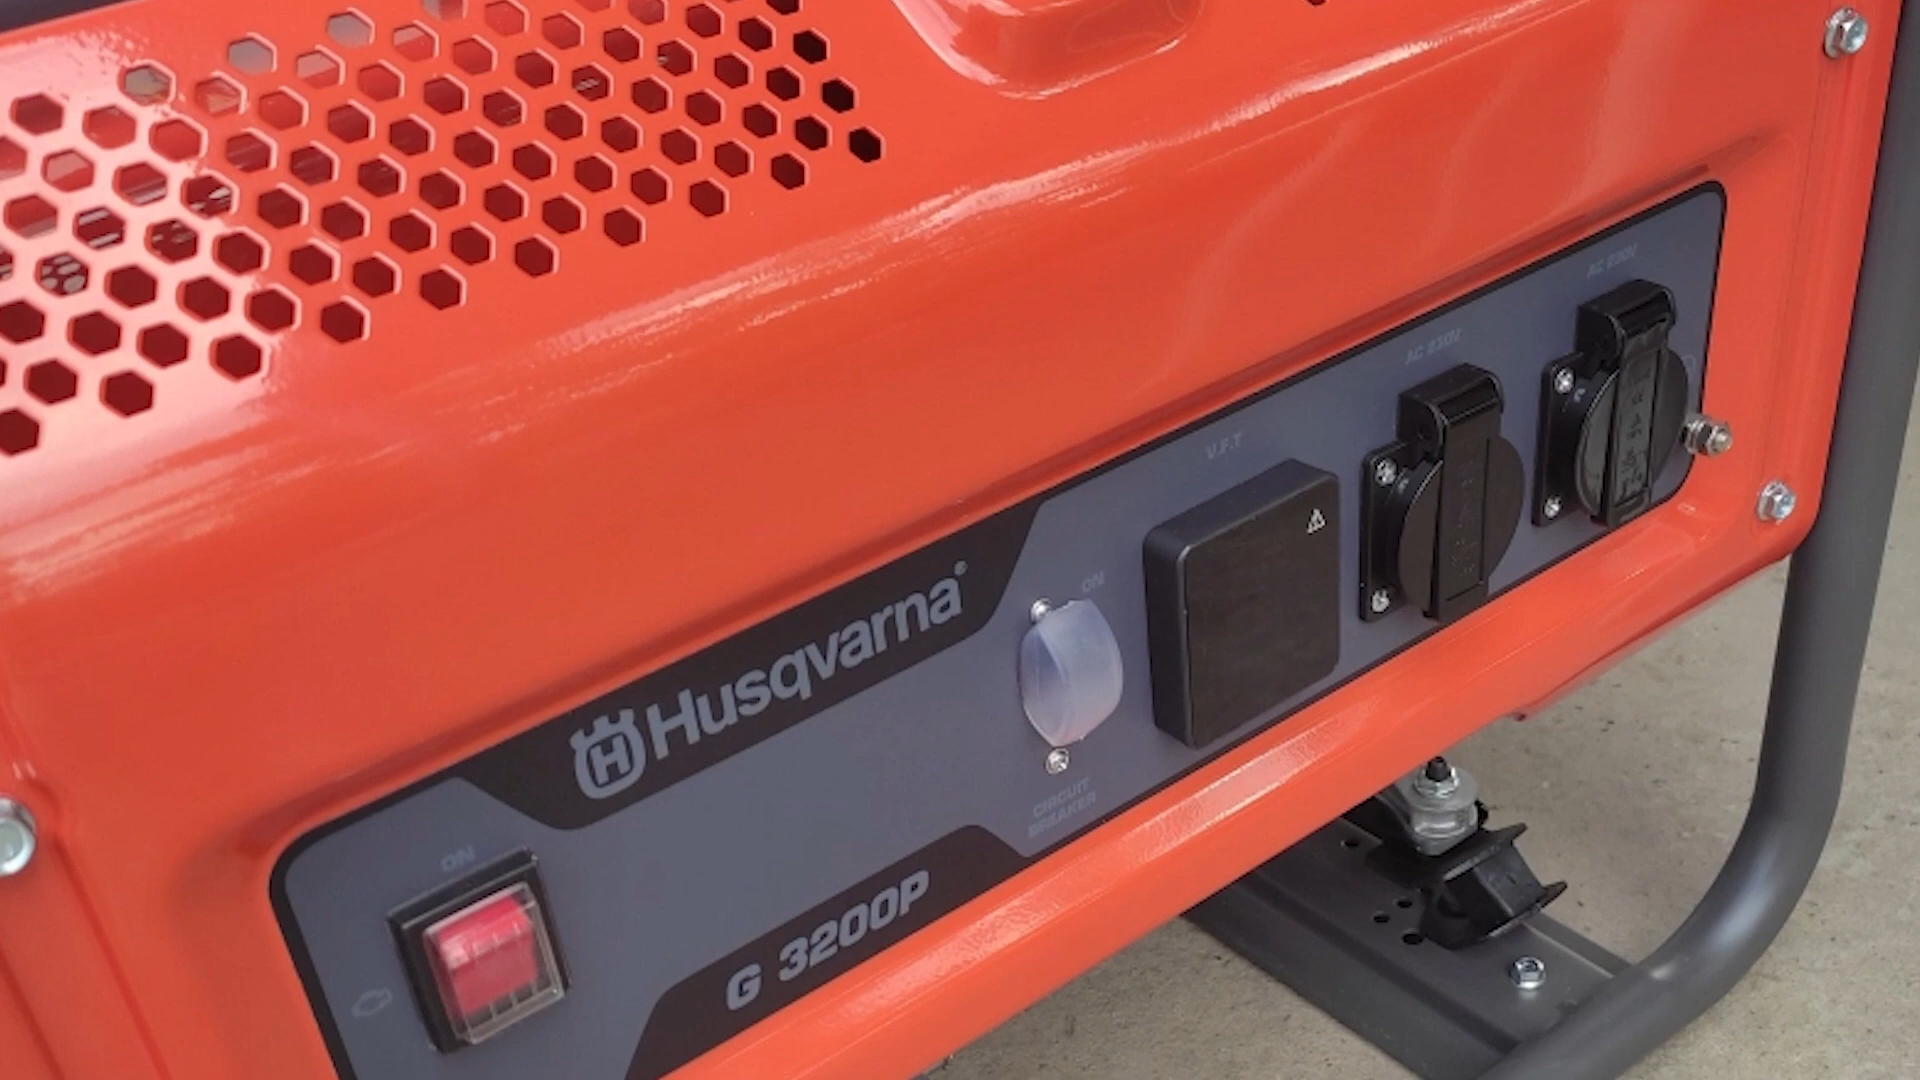 AC 230V
AC 230V
V.F.T
Husqvarna®
ON
CIRCUIT
BREAKER
ON
G 3200P